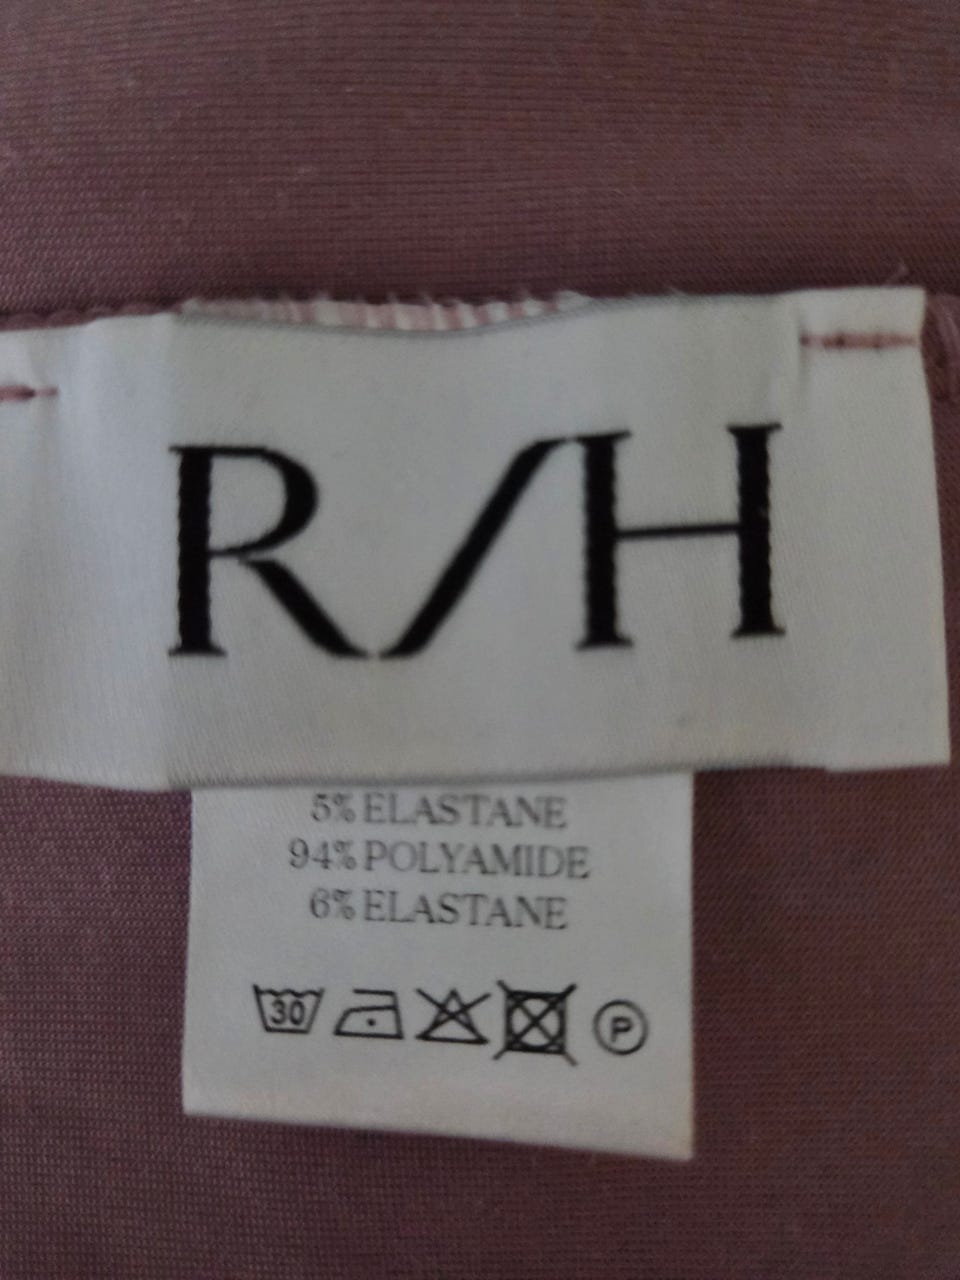 R/H
5% ELASTANE
94% POLYAMIDE
6% ELASTANE
30
P